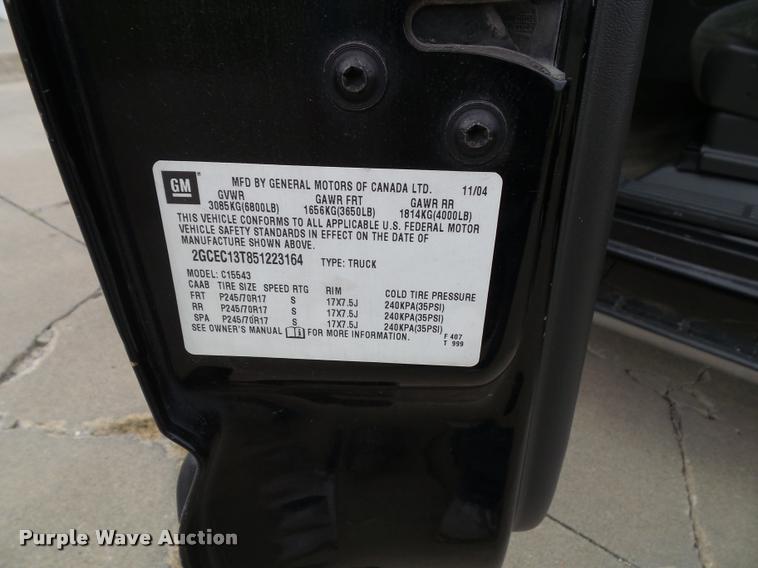 GM MFD BY GENERAL MOTORS OF CANADA LTD. 11/04
GVWR GAWR FRT GAWR RR
3085KG(6800LB) 1656KG(3650LB) 1814KG(4000LB)
THIS VEHICLE CONFORMS TO ALL APPLICABLE U.S. FEDERAL MOTOR
VEHICLE SAFETY STANDARDS IN EFFECT ON THE DATE OF
MANUFACTURE SHOWN ABOVE.
2GCEC13T851223164 TYPE: TRUCK
MODEL: C15543
CAAB TIRE SIZE SPEED RTG RIM COLD TIRE PRESSURE
FRT P245/70R17 S 17X7.5J 240KPA(35PSI)
RR P245/70R17 S 17X7.5J 240KPA(35PSI)
SPA P245/70R17 S 17X7.5J 240KPA(35PSI)
SEE OWNER'S MANUAL FOR MORE INFORMATION.
F 407
T 999
Purple Wave Auction